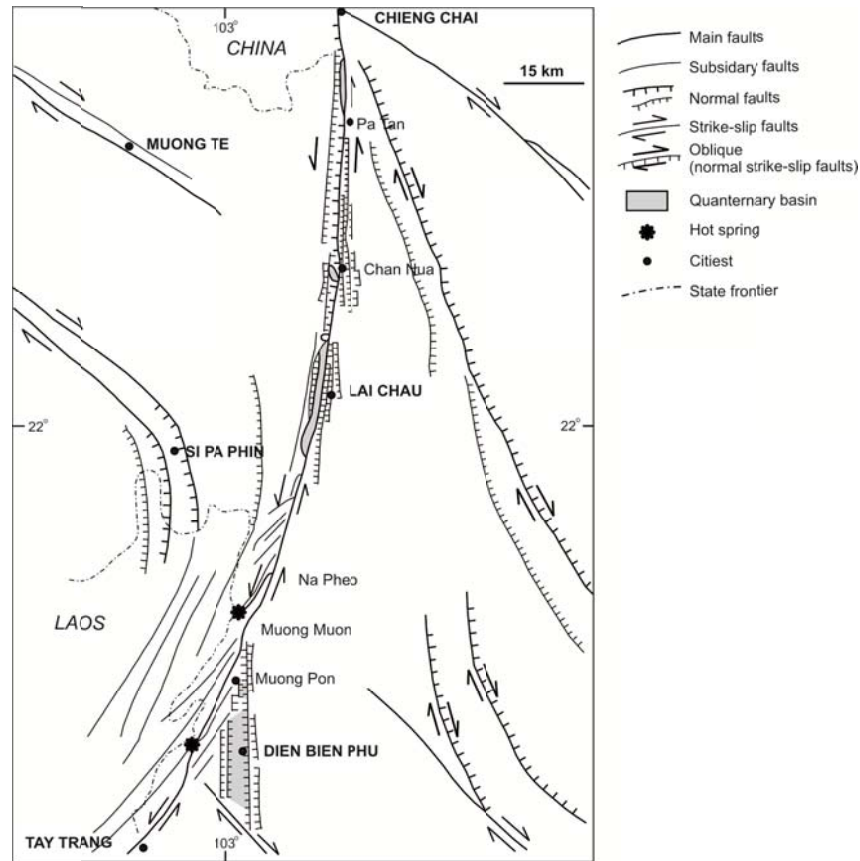 103°
CHIENG CHAI
CHINA
15 km
Pa Tan
MUONG TE
Chan Nua
LAI CHAU
22°
22°
SI PA PHIN
Na Pheo
LAOS
Muong Muon
Muong Pon
DIEN BIEN PHU
TAY TRANG
103°
Main faults
Subsidary faults
Normal faults
Strike-slip faults
Oblique
(normal strike-slip faults)
Quanternary basin
Hot spring
Citiest
State frontier